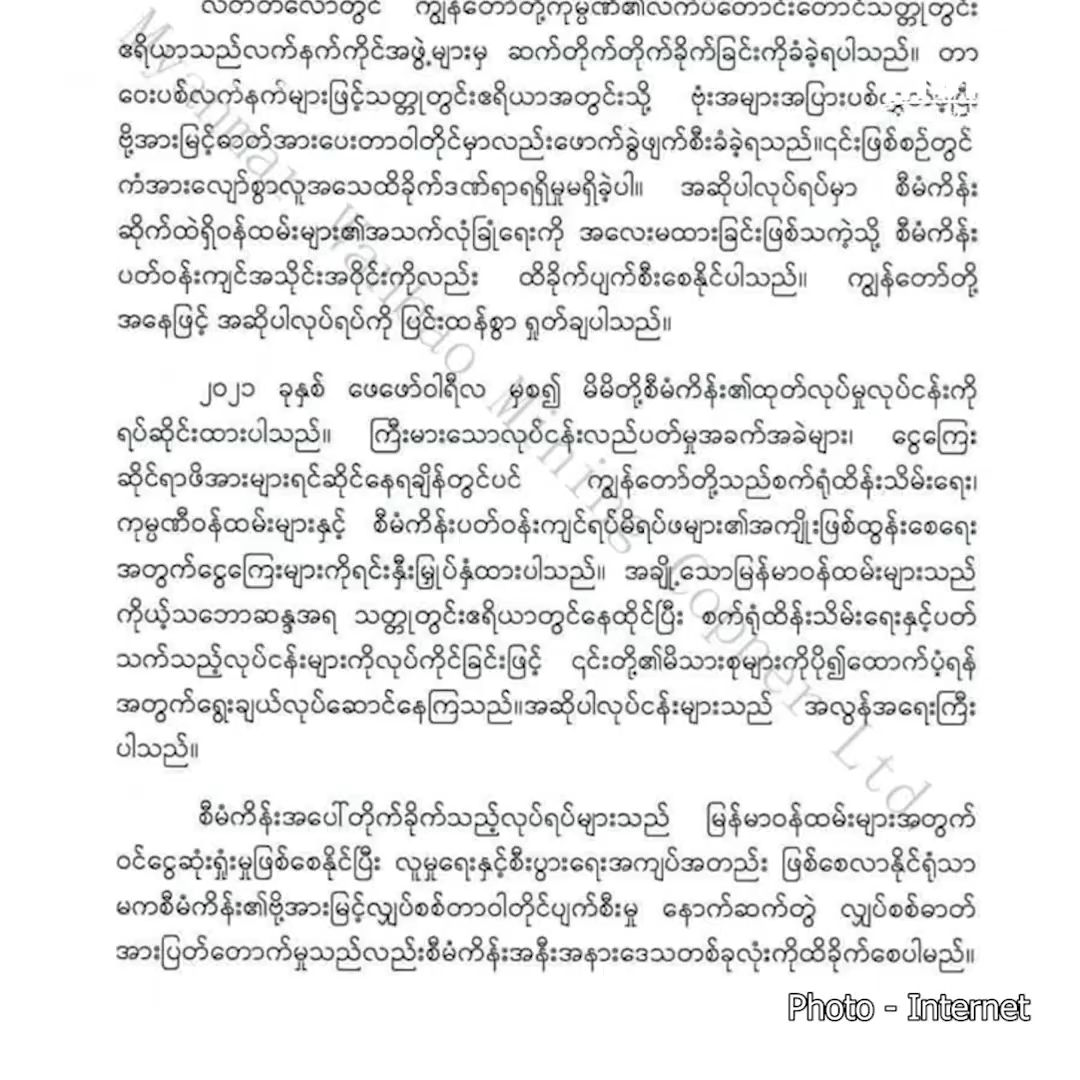 လတ်တလောတွင် ကျွန်တော်တို့ကုမ္ပဏီ၏လက်ပံတောင်းတောင်သတ္တုတွင်း
ဧရိယာသည်လက်နက်ကိုင်အဖွဲ့များမှ ဆက်တိုက်တိုက်ခိုက်ခြင်းကိုခံခဲ့ရပါသည်။ တာ
ဝေးပစ်လက်နက်များဖြင့်သတ္တုတွင်းဧရိယာအတွင်းသို့ ဗုံးအများအပြားပစ်
ဗို့အားမြင့်ဓာတ်အားပေးတာဝါတိုင်မှာလည်းဖောက်ခွဲဖျက်စီးခံခဲ့ရသည်။၎င်းဖြစ်စဉ်တွင်
ကံအားလျော်စွာလူအသေထိခိုက်ဒဏ်ရာရရှိမှုမရှိခဲ့ပါ။ အဆိုပါလုပ်ရပ်မှာ စီမံကိန်း
ဆိုက်ထဲရှိဝန်ထမ်းများ၏အသက်လုံခြုံရေးကို အလေးမထားခြင်းဖြစ်သကဲ့သို့ စီမံကိန်း
ပတ်ဝန်းကျင်အသိုင်းအဝိုင်းကိုလည်း ထိခိုက်ပျက်စီးစေနိုင်ပါသည်။ ကျွန်တော်တို့
အနေဖြင့် အဆိုပါလုပ်ရပ်ကို ပြင်းထန်စွာ ရှုတ်ချပါသည်။
၂၀၂၁ ခုနှစ် ဖေဖော်ဝါရီလ မှစ၍ မိမိတို့စီမံကိန်း၏ထုတ်လုပ်မှုလုပ်ငန်းကို
ရပ်ဆိုင်းထားပါသည်။ ကြီးမားသောလုပ်ငန်းလည်ပတ်မှုအခက်အခဲများ၊ ငွေကြေး
ဆိုင်ရာဖိအားများရင်ဆိုင်နေရချိန်တွင်ပင် ကျွန်တော်တို့သည်စက်ရုံထိန်းသိမ်းရေး၊
ကုမ္ပဏီဝန်ထမ်းများနှင့် စီမံကိန်းပတ်ဝန်းကျင်ရပ်မိရပ်ဖများ၏အကျိုးဖြစ်ထွန်းစေရေး
အတွက်ငွေကြေးများကိုရင်းနှီးမြှုပ်နှံထားပါသည်။ အချို့သောမြန်မာဝန်ထမ်းများသည်
ကိုယ့်သဘောဆန္ဒအရ သတ္တုတွင်းဧရိယာတွင်နေထိုင်ပြီး စက်ရုံထိန်းသိမ်းရေးနှင့်ပတ်
သက်သည့်လုပ်ငန်းများကိုလုပ်ကိုင်ခြင်းဖြင့် ၎င်းတို့၏မိသားစုများကိုပို၍ထောက်ပံ့ရန်
အတွက်ရွေးချယ်လုပ်ဆောင်နေကြသည်။အဆိုပါလုပ်ငန်းများသည် အလွန်အရေးကြီး
ပါသည်။
စီမံကိန်းအပေါ်တိုက်ခိုက်သည့်လုပ်ရပ်များသည် မြန်မာဝန်ထမ်းများအတွက်
ဝင်ငွေဆုံးရှုံးမှုဖြစ်စေနိုင်ပြီး လူမှုရေးနှင့်စီးပွားရေးအကျပ်အတည်း ဖြစ်စေလာနိုင်ရုံသာ
မကစီမံကိန်း၏ဗို့အားမြင့်လျှပ်စစ်တာဝါတိုင်ပျက်စီးမှု နောက်ဆက်တွဲ လျှပ်စစ်ဓာတ်
အားပြတ်တောက်မှုသည်လည်းစီမံကိန်းအနီးအနားဒေသတစ်ခုလုံးကိုထိခိုက်စေပါမည်။
Myanmar Wanbao Mining Copper Ltd
Photo - Internet